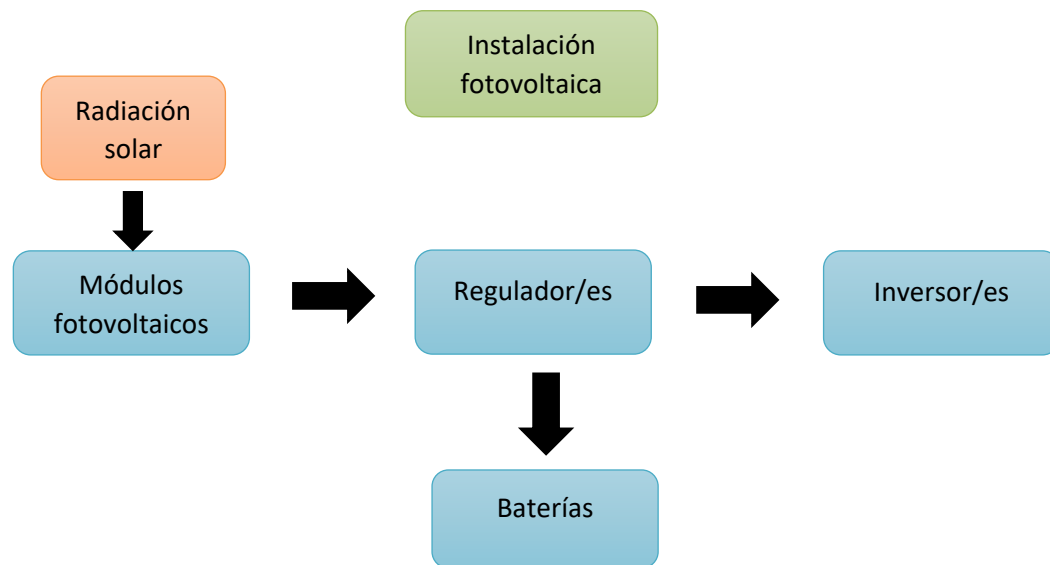 Instalación
fotovoltaica
Radiación
solar
Módulos
fotovoltaicos
Regulador/es
Inversor/es
Baterías